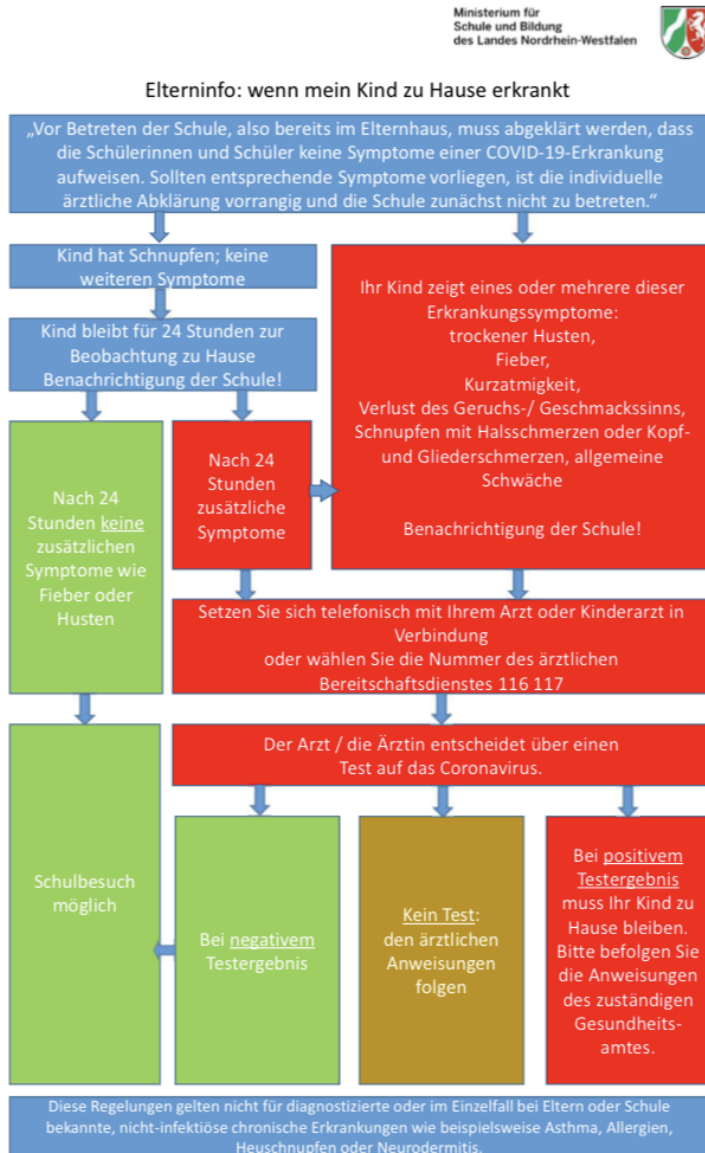 Ministerium für
Schule und Bildung
des Landes Nordrhein-Westfalen
Elterninfo: wenn mein Kind zu Hause erkrankt
„Vor Betreten der Schule, also bereits im Elternhaus, muss abgeklärt werden, dass
die Schülerinnen und Schüler keine Symptome einer COVID-19-Erkrankung
aufweisen. Sollten entsprechende Symptome vorliegen, ist die individuelle
ärztliche Abklärung vorrangig und die Schule zunächst nicht zu betreten.“
Kind hat Schnupfen; keine
weiteren Symptome
Kind bleibt für 24 Stunden zur
Beobachtung zu Hause
Benachrichtigung der Schule!
Ihr Kind zeigt eines oder mehrere dieser
Erkrankungssymptome:
trockener Husten,
Fieber,
Kurzatmigkeit,
Verlust des Geruchs-/ Geschmackssinns,
Schnupfen mit Halsschmerzen oder Kopf-
und Gliederschmerzen, allgemeine
Schwäche
Benachrichtigung der Schule!
Nach 24
Stunden keine
zusätzlichen
Symptome wie
Fieber oder
Husten
Nach 24
Stunden
zusätzliche
Symptome
Setzen Sie sich telefonisch mit Ihrem Arzt oder Kinderarzt in
Verbindung
oder wählen Sie die Nummer des ärztlichen
Bereitschaftsdienstes 116 117
Der Arzt / die Ärztin entscheidet über einen
Test auf das Coronavirus.
Schulbesuch
möglich
Bei negativem
Testergebnis
Kein Test:
den ärztlichen
Anweisungen
folgen
Bei positivem
Testergebnis
muss Ihr Kind zu
Hause bleiben.
Bitte befolgen Sie
die Anweisungen
des zuständigen
Gesundheits-
amtes.
Diese Regelungen gelten nicht für diagnostizierte oder im Einzelfall bei Eltern oder Schule
bekannte, nicht-infektiöse chronische Erkrankungen wie beispielsweise Asthma, Allergien,
Heuschnupfen oder Neurodermitis.